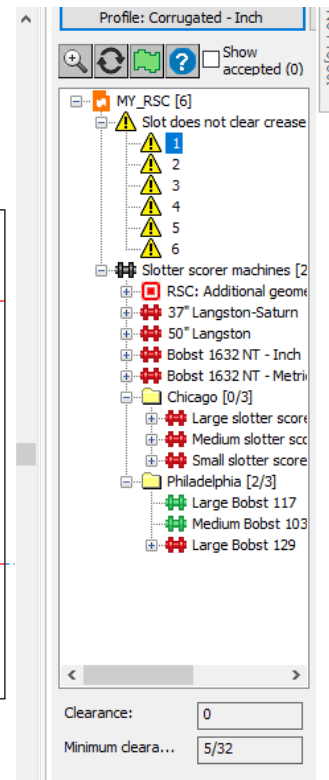 Profile: Corrugated - Inch
Show
accepted (0)
MY_RSC [6]
Slot does not clear crease
1
2
3
4
5
6
Slotter scorer machines [2
RSC: Additional geome
37" Langston-Saturn
50" Langston
Bobst 1632 NT - Inch
Bobst 1632 NT - Metri
Chicago [0/3]
Large slotter score
Medium slotter sco
Small slotter score
Philadelphia [2/3]
Large Bobst 117
Medium Bobst 103
Large Bobst 129
Clearance:
0
Minimum cleara...
5/32